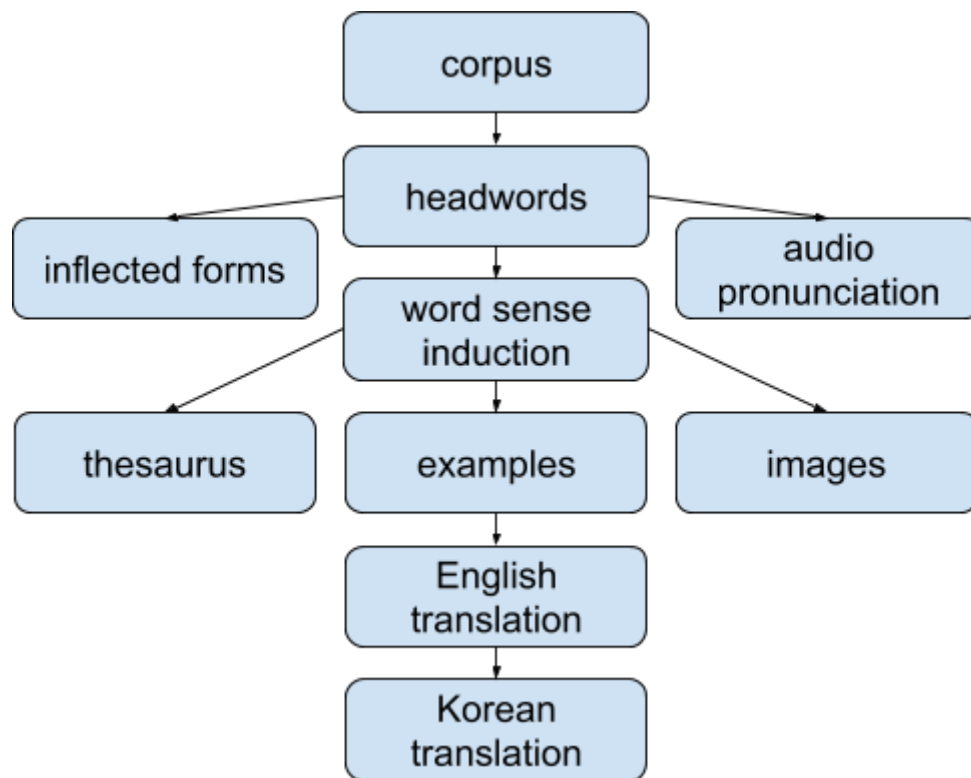 corpus
headwords
inflected forms
audio
pronunciation
word sense
induction
thesaurus
examples
images
English
translation
Korean
translation